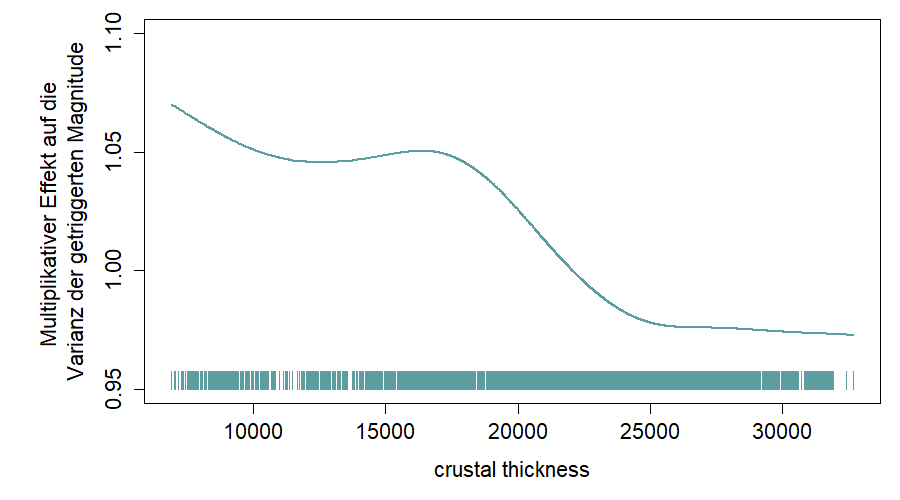 Multiplikativer Effekt auf die
Varianz der getriggerten Magnitude
1.10
1.05
1.00
0.95
10000 15000 20000 25000 30000
crustal thickness